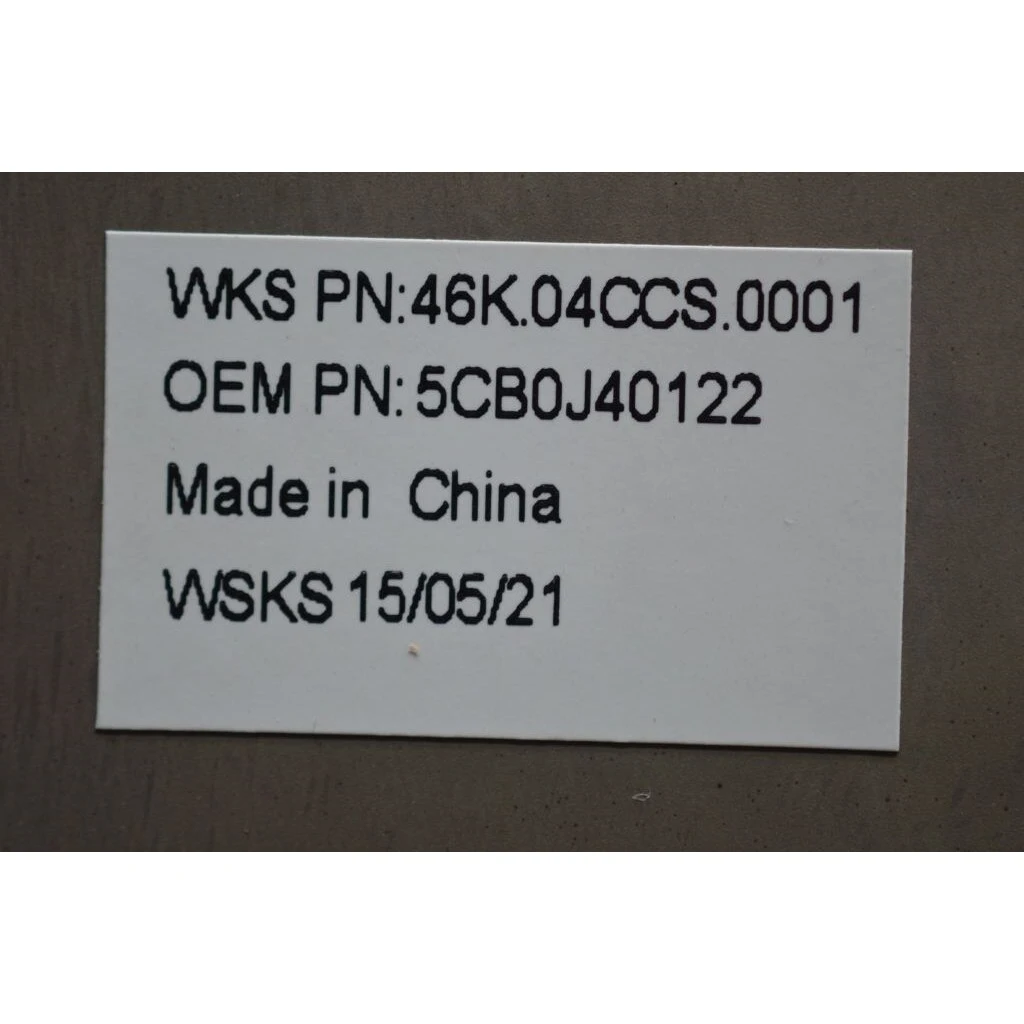 WKS PN:46K.04CCS.0001
OEM PN: 5CB0J40122
Made in China
WSKS 15/05/21